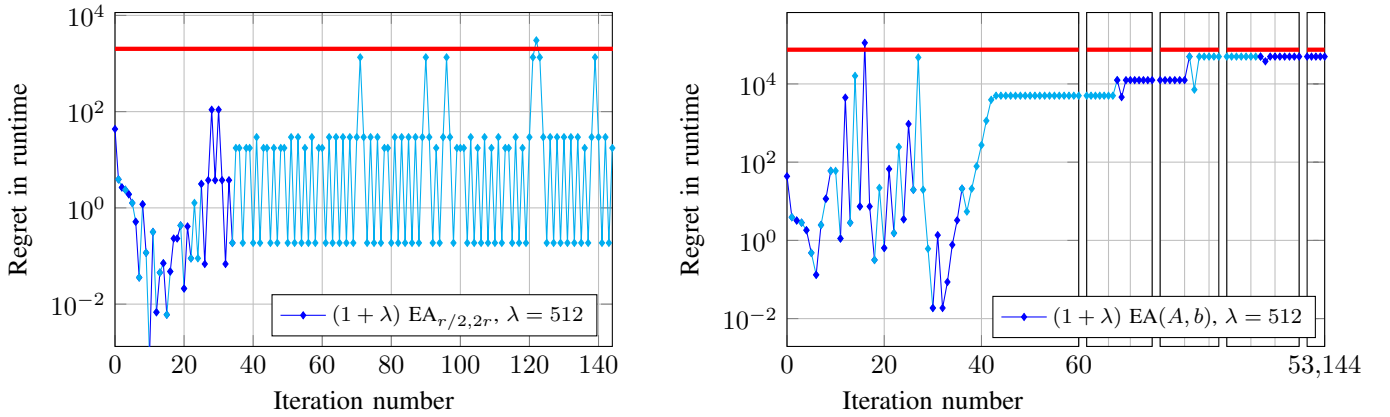 Regret in runtime
10^4
10^2
10^0
10^−2
0 20 40 60 80 100 120 140
Iteration number
(1 + λ) EA_{r/2,2r}, λ = 512
Regret in runtime
10^4
10^2
10^0
10^−2
0 20 40 60 53,144
Iteration number
(1 + λ) EA(A, b), λ = 512